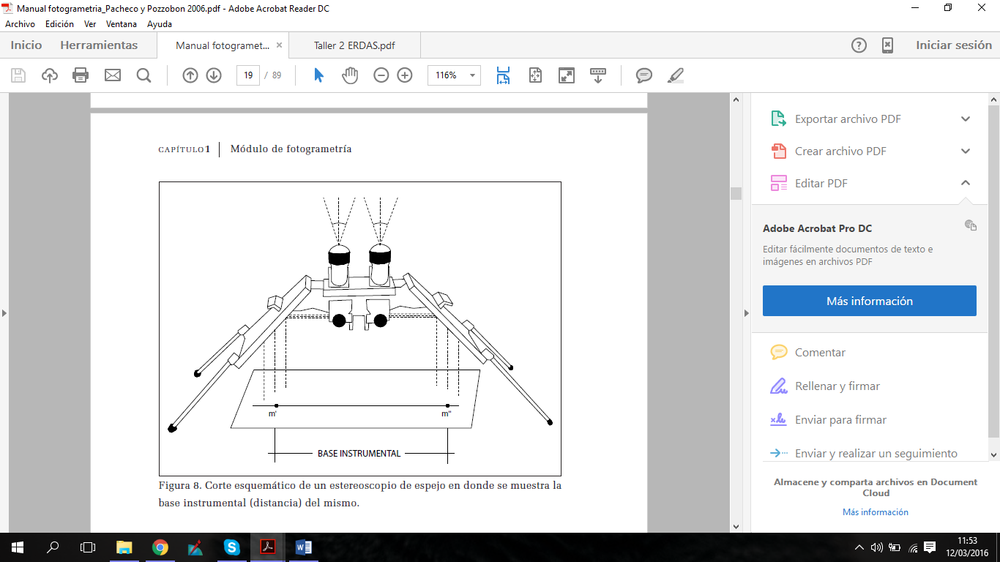 Manual fotogrametria_Pacheco y Pozzobon 2006.pdf - Adobe Acrobat Reader DC
Archivo Edición Ver Ventana Ayuda
Inicio Herramientas Manual fotogramet... × Taller 2 ERDAS.pdf Iniciar sesión
19 / 89 116%
CAPÍTULO 1 Módulo de fotogrametría
m' m"
BASE INSTRUMENTAL
Figura 8. Corte esquemático de un estereoscopio de espejo en donde se muestra la
base instrumental (distancia) del mismo.
Exportar archivo PDF
Crear archivo PDF
Editar PDF
Adobe Acrobat Pro DC
Editar fácilmente documentos de texto e
imágenes en archivos PDF
Más información
Comentar
Rellenar y firmar
Enviar para firmar
Enviar y realizar un seguimiento
Almacene y comparta archivos en Document
Cloud
Más información
11:53
12/03/2016